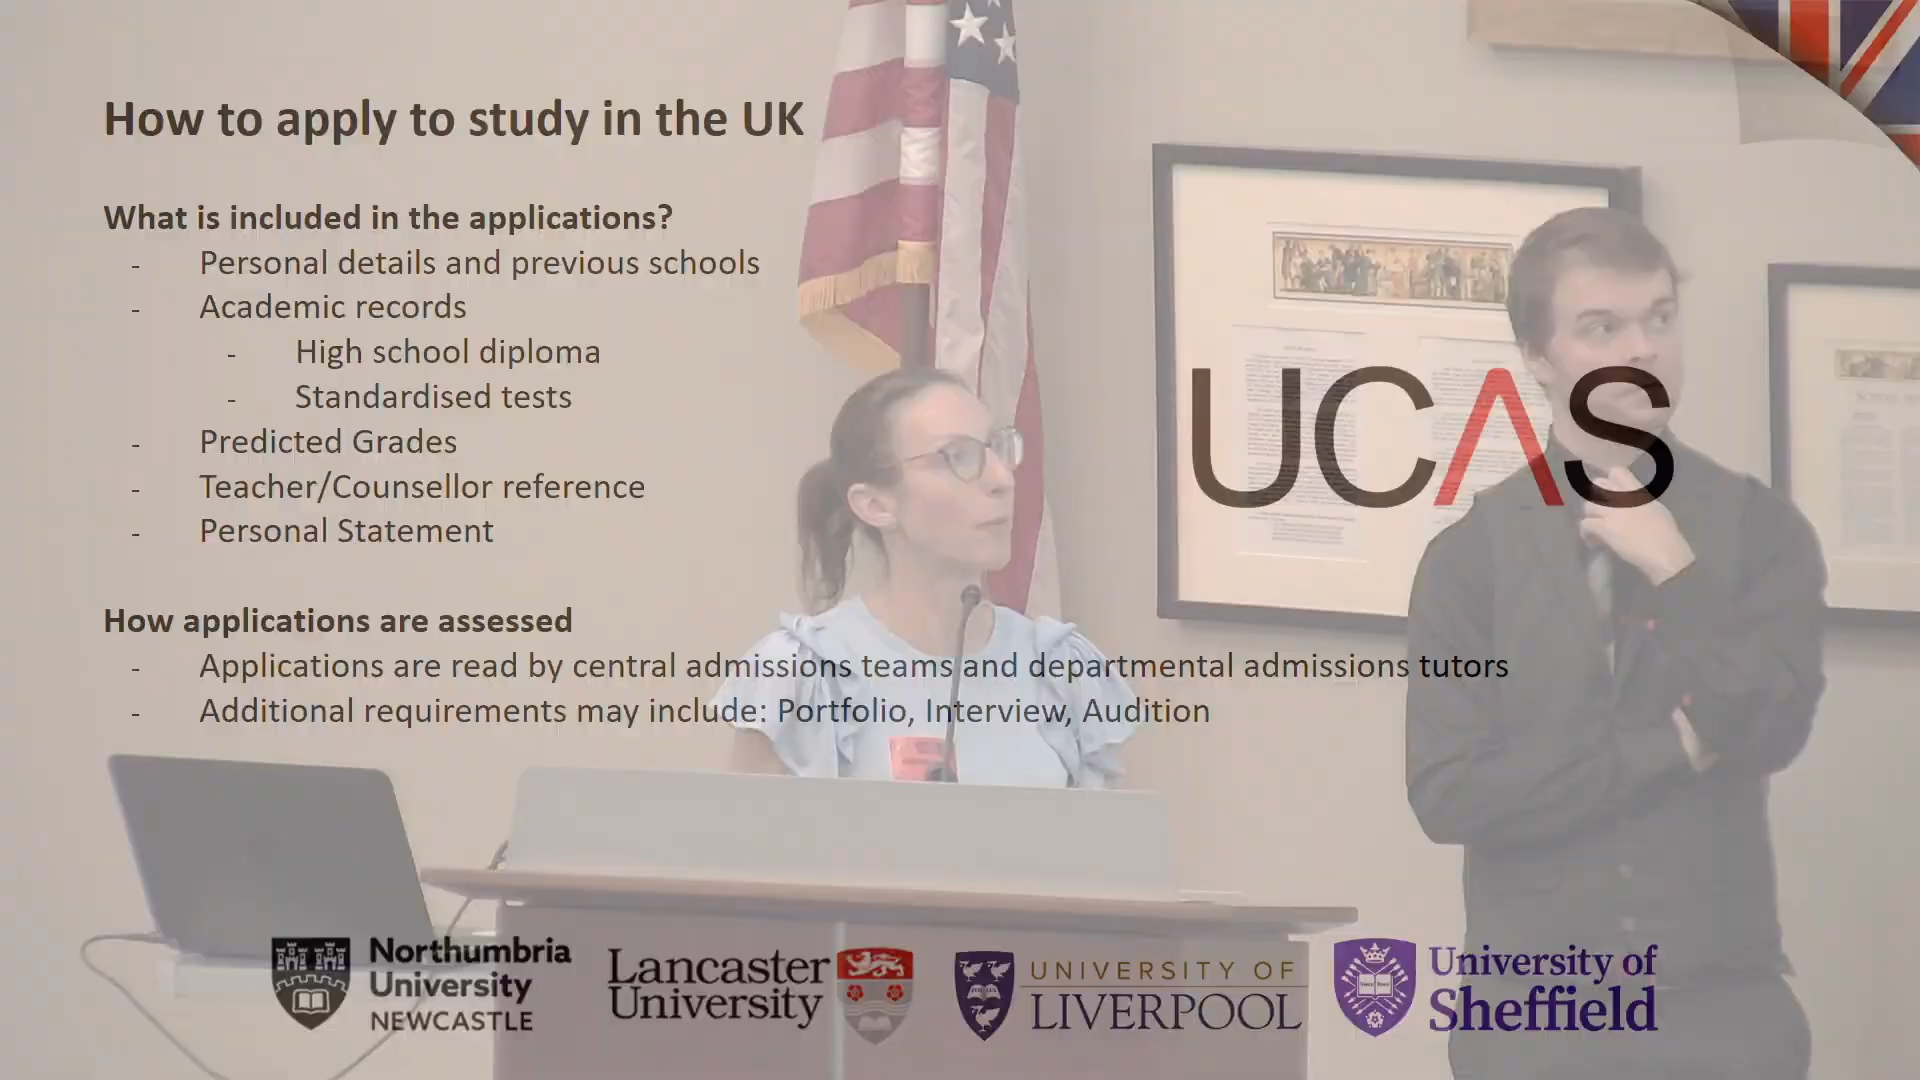 How to apply to study in the UK
What is included in the applications?
- Personal details and previous schools
- Academic records
- High school diploma
- Standardised tests
- Predicted Grades
- Teacher/Counsellor reference
- Personal Statement
UCAS
How applications are assessed
- Applications are read by central admissions teams and departmental admissions tutors
- Additional requirements may include: Portfolio, Interview, Audition
Northumbria
University
NEWCASTLE
Lancaster
University
UNIVERSITY OF
LIVERPOOL
University of
Sheffield